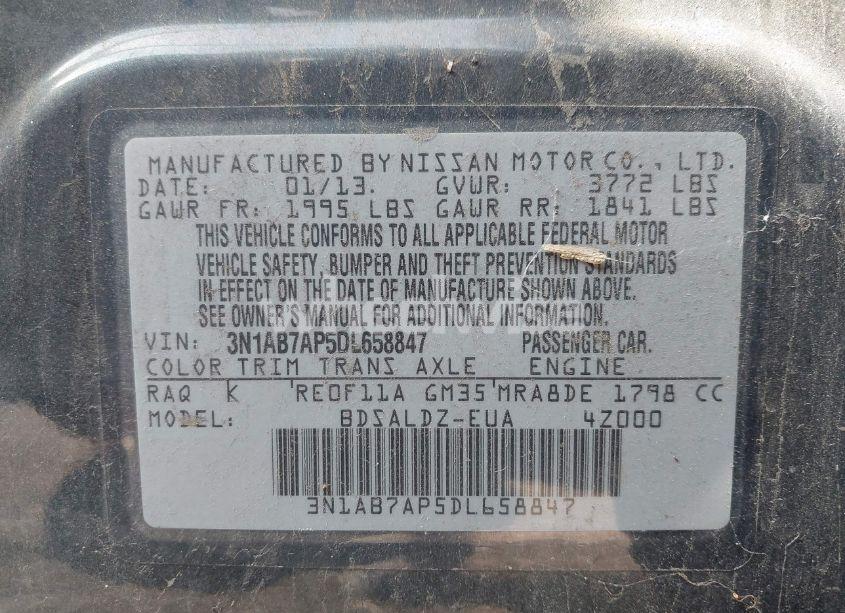 MANUFACTURED BY NISSAN MOTOR CO., LTD.
DATE: 01/13. GVWR: 3772 LBS
GAWR FR: 1995 LBS GAWR RR: 1841 LBS
THIS VEHICLE CONFORMS TO ALL APPLICABLE FEDERAL MOTOR
VEHICLE SAFETY, BUMPER AND THEFT PREVENTION STANDARDS
IN EFFECT ON THE DATE OF MANUFACTURE SHOWN ABOVE.
SEE OWNER'S MANUAL FOR ADDITIONAL INFORMATION.
VIN: 3N1AB7AP5DL658847 PASSENGER CAR.
COLOR TRIM TRANS AXLE ENGINE
RAQ K RE0F11A GM35 MRA8DE 1798 CC
MODEL: BDSALDZ-EUA 4Z000
3N1AB7AP5DL658847